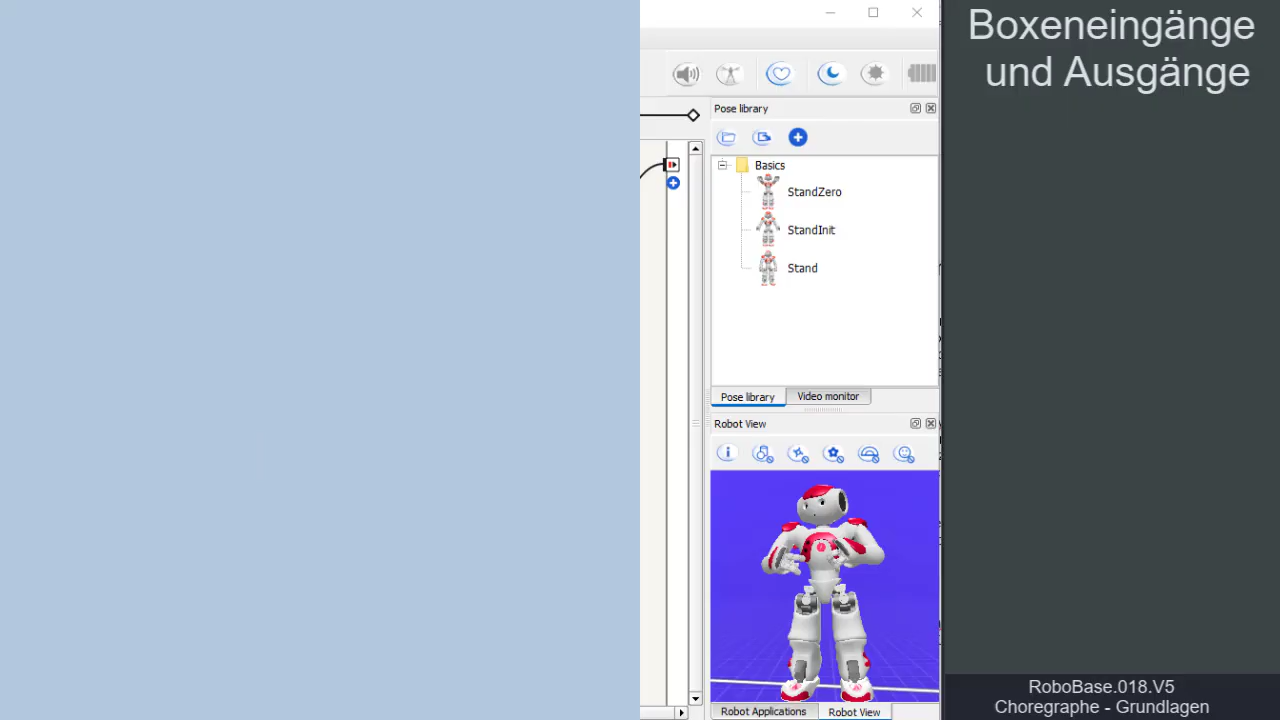 Boxeneingänge
und Ausgänge
Pose library
Basics
StandZero
StandInit
Stand
Pose library
Video monitor
Robot View
Robot Applications
Robot View
RoboBase.018.V5
Choregraphe - Grundlagen